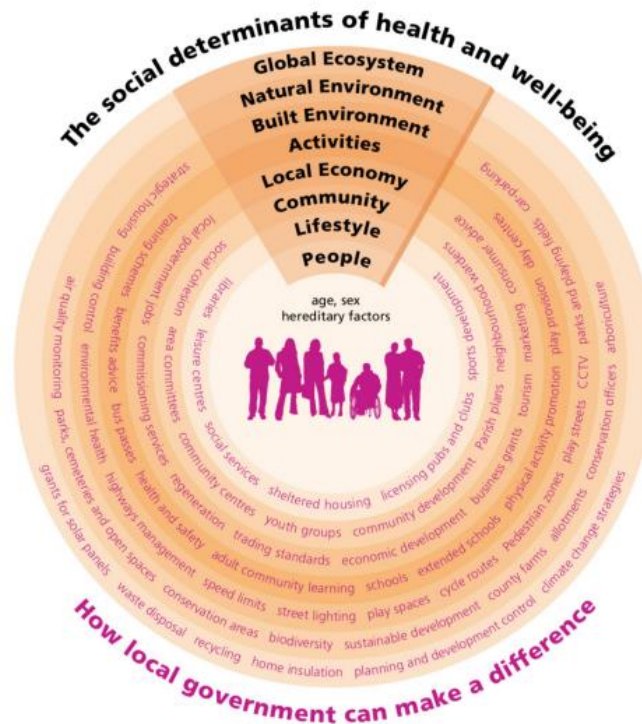 The social determinants of health and well-being
Global Ecosystem
Natural Environment
Built Environment
Activities
Local Economy
Community
Lifestyle
People
age, sex
hereditary factors
libraries leisure centres social services sheltered housing licensing pubs and clubs sports development
social cohesion area committees community centres youth groups community development Parish plans neighbourhood wardens
local government jobs commissioning services regeneration trading standards economic development business grants tourism marketing consumer advice
training schemes benefits advice bus passes health and safety adult community learning schools extended schools physical activity promotion play provision day centres
strategic housing building control environmental health highways management speed limits street lighting play spaces cycle routes Pedestrian zones play streets CCTV parks and playing fields car-parking
air quality monitoring parks, cemeteries and open spaces conservation areas biodiversity sustainable development county farms allotments conservation officers arboriculture
grants for solar panels waste disposal recycling home insulation planning and development control climate change strategies
How local government can make a difference